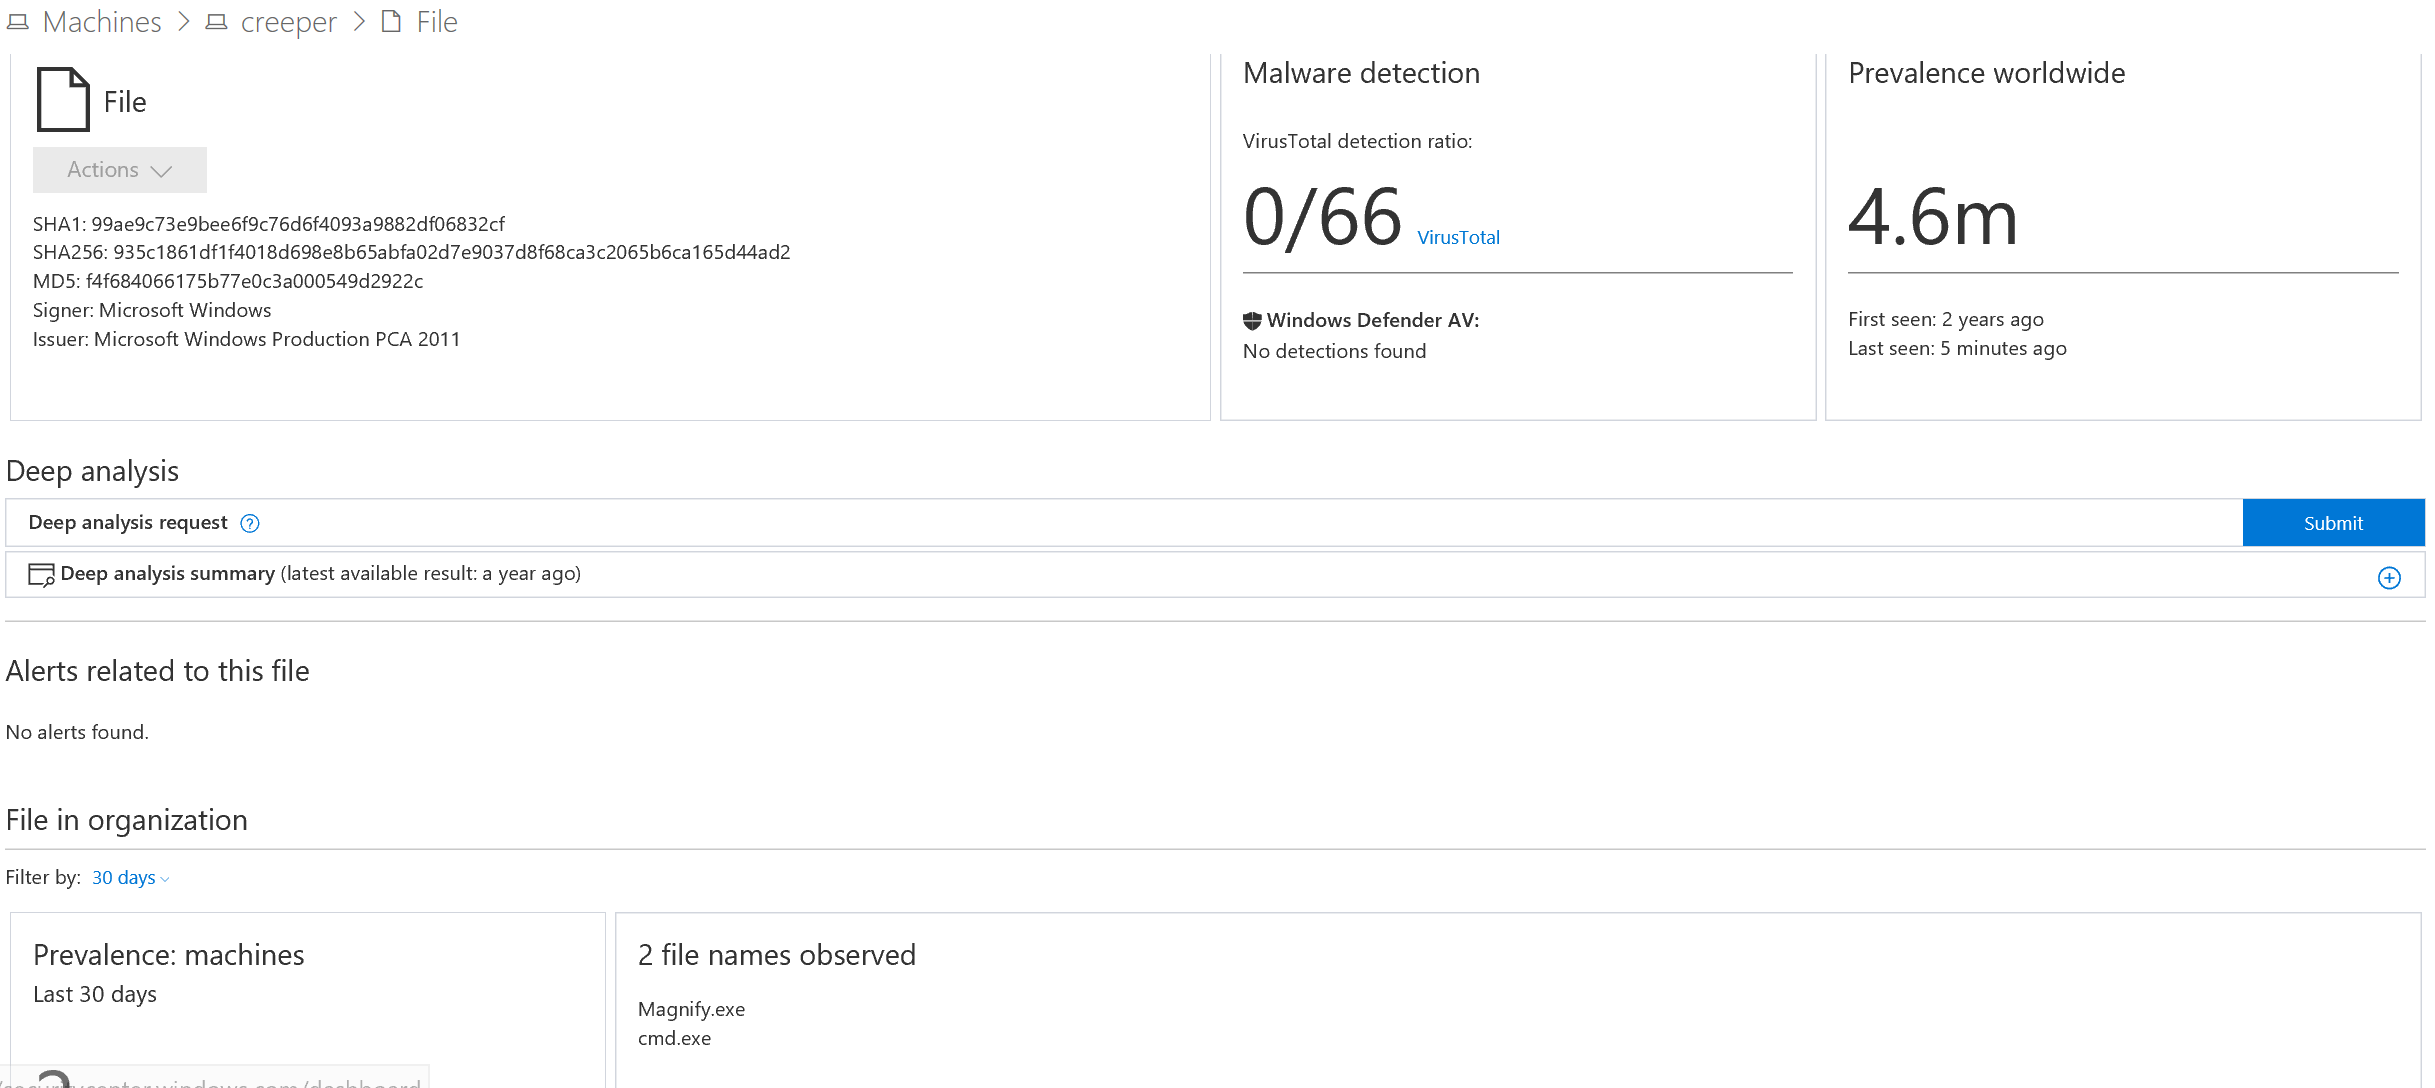 Machines > creeper > File
File
Actions
SHA1: 99ae9c73e9bee6f9c76d6f4093a9882df06832cf
SHA256: 935c1861df1f4018d698e8b65abfa02d7e9037d8f68ca3c2065b6ca165d44ad2
MD5: f4f684066175b77e0c3a000549d2922c
Signer: Microsoft Windows
Issuer: Microsoft Windows Production PCA 2011
Malware detection
VirusTotal detection ratio:
0/66 VirusTotal
Windows Defender AV:
No detections found
Prevalence worldwide
4.6m
First seen: 2 years ago
Last seen: 5 minutes ago
Deep analysis
Deep analysis request ?
Submit
Deep analysis summary (latest available result: a year ago)
Alerts related to this file
No alerts found.
File in organization
Filter by: 30 days
Prevalence: machines
Last 30 days
2 file names observed
Magnify.exe
cmd.exe